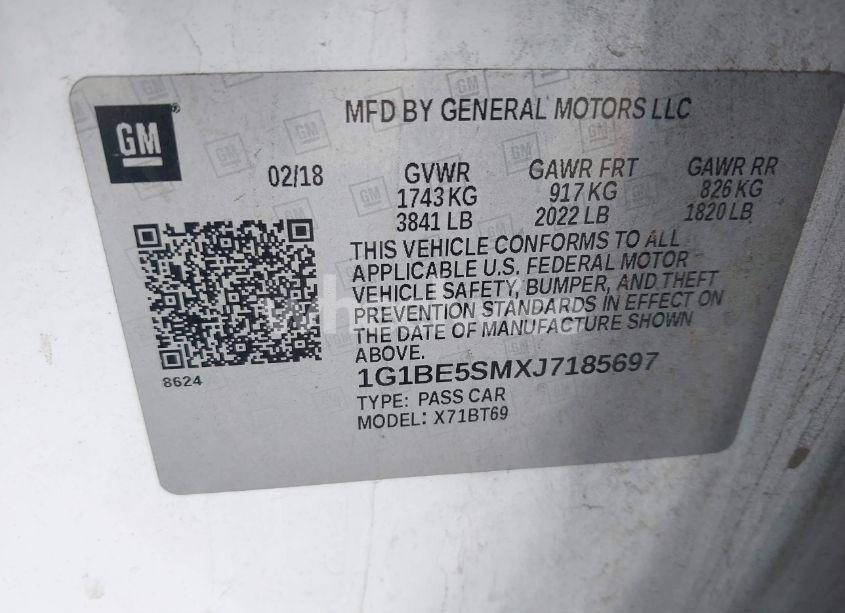 GM®
MFD BY GENERAL MOTORS LLC
02/18 GVWR GAWR FRT GAWR RR
1743 KG 917 KG 826 KG
3841 LB 2022 LB 1820 LB
THIS VEHICLE CONFORMS TO ALL
APPLICABLE U.S. FEDERAL MOTOR
VEHICLE SAFETY, BUMPER, AND THEFT
PREVENTION STANDARDS IN EFFECT ON
THE DATE OF MANUFACTURE SHOWN
ABOVE.
8624
1G1BE5SMXJ7185697
TYPE: PASS CAR
MODEL: X71BT69